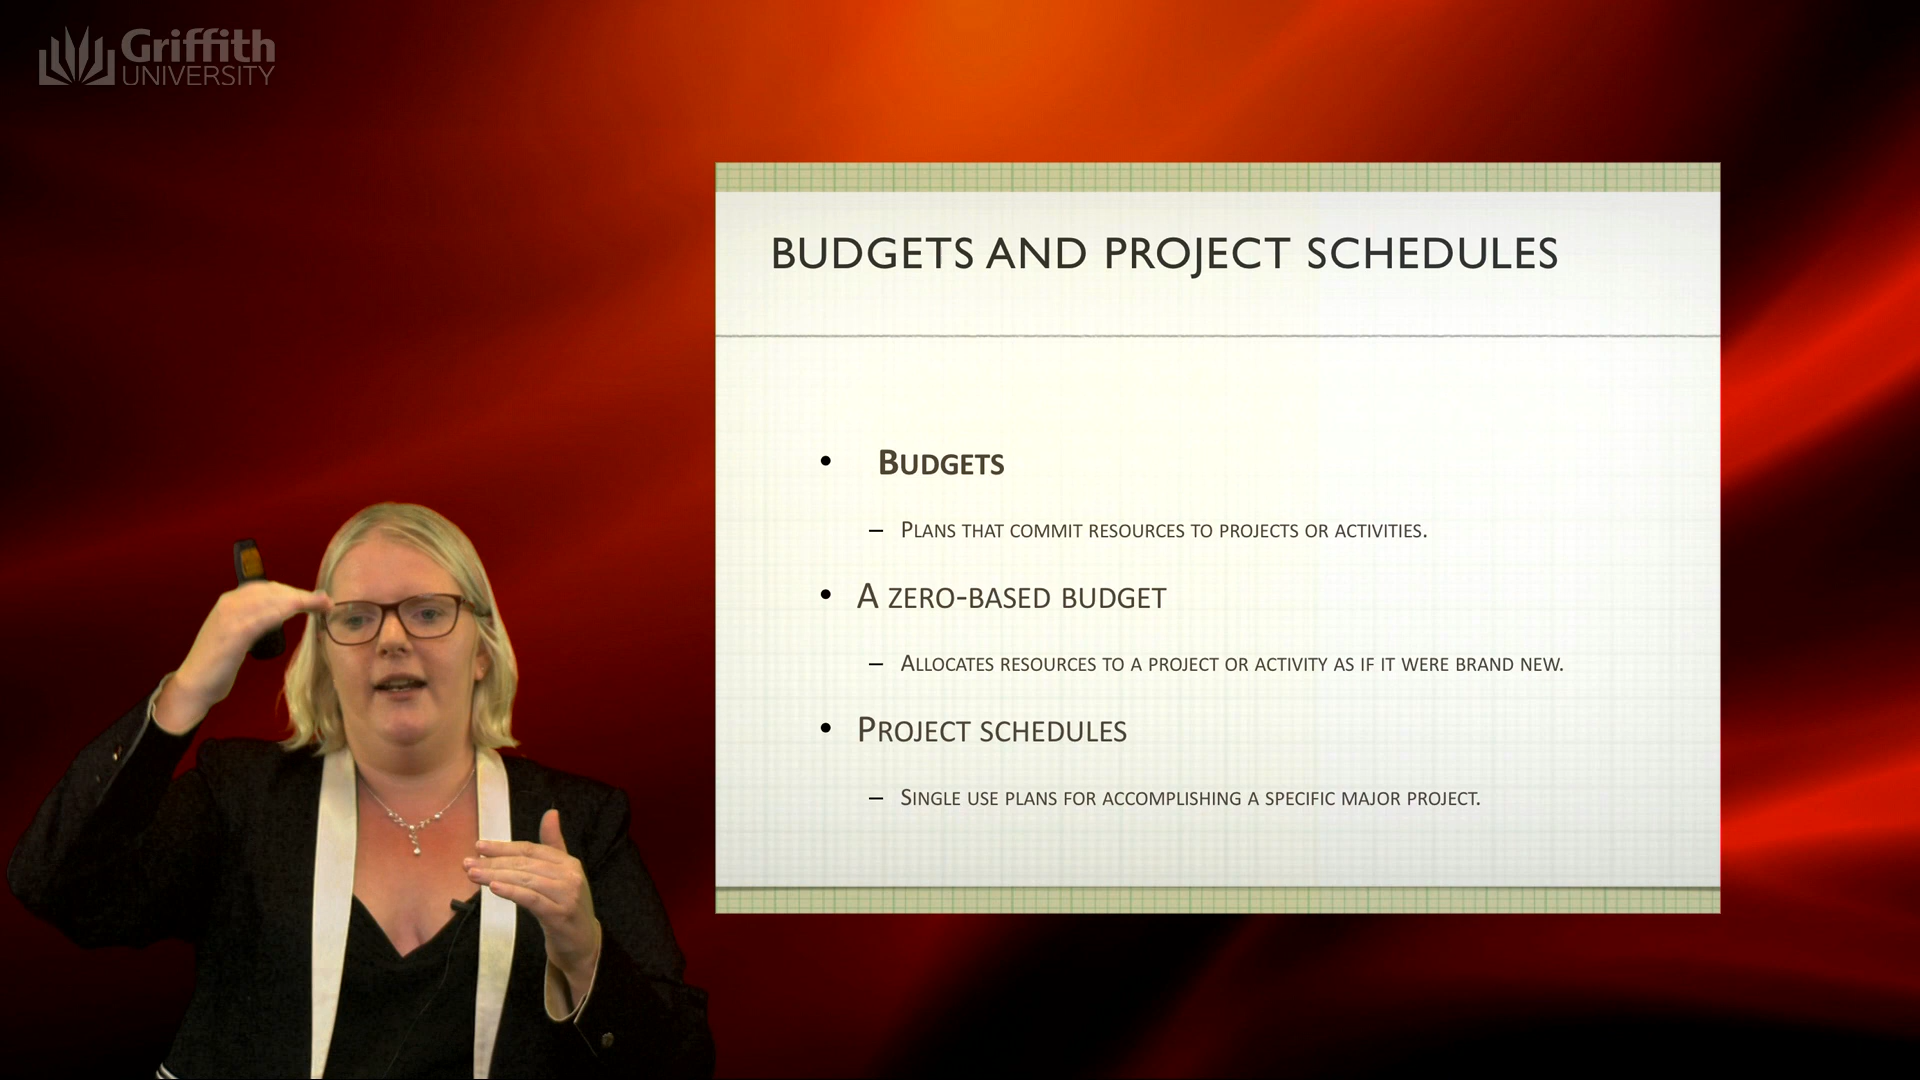 Griffith
UNIVERSITY
BUDGETS AND PROJECT SCHEDULES
• BUDGETS
– PLANS THAT COMMIT RESOURCES TO PROJECTS OR ACTIVITIES.
• A ZERO-BASED BUDGET
– ALLOCATES RESOURCES TO A PROJECT OR ACTIVITY AS IF IT WERE BRAND NEW.
• PROJECT SCHEDULES
– SINGLE USE PLANS FOR ACCOMPLISHING A SPECIFIC MAJOR PROJECT.